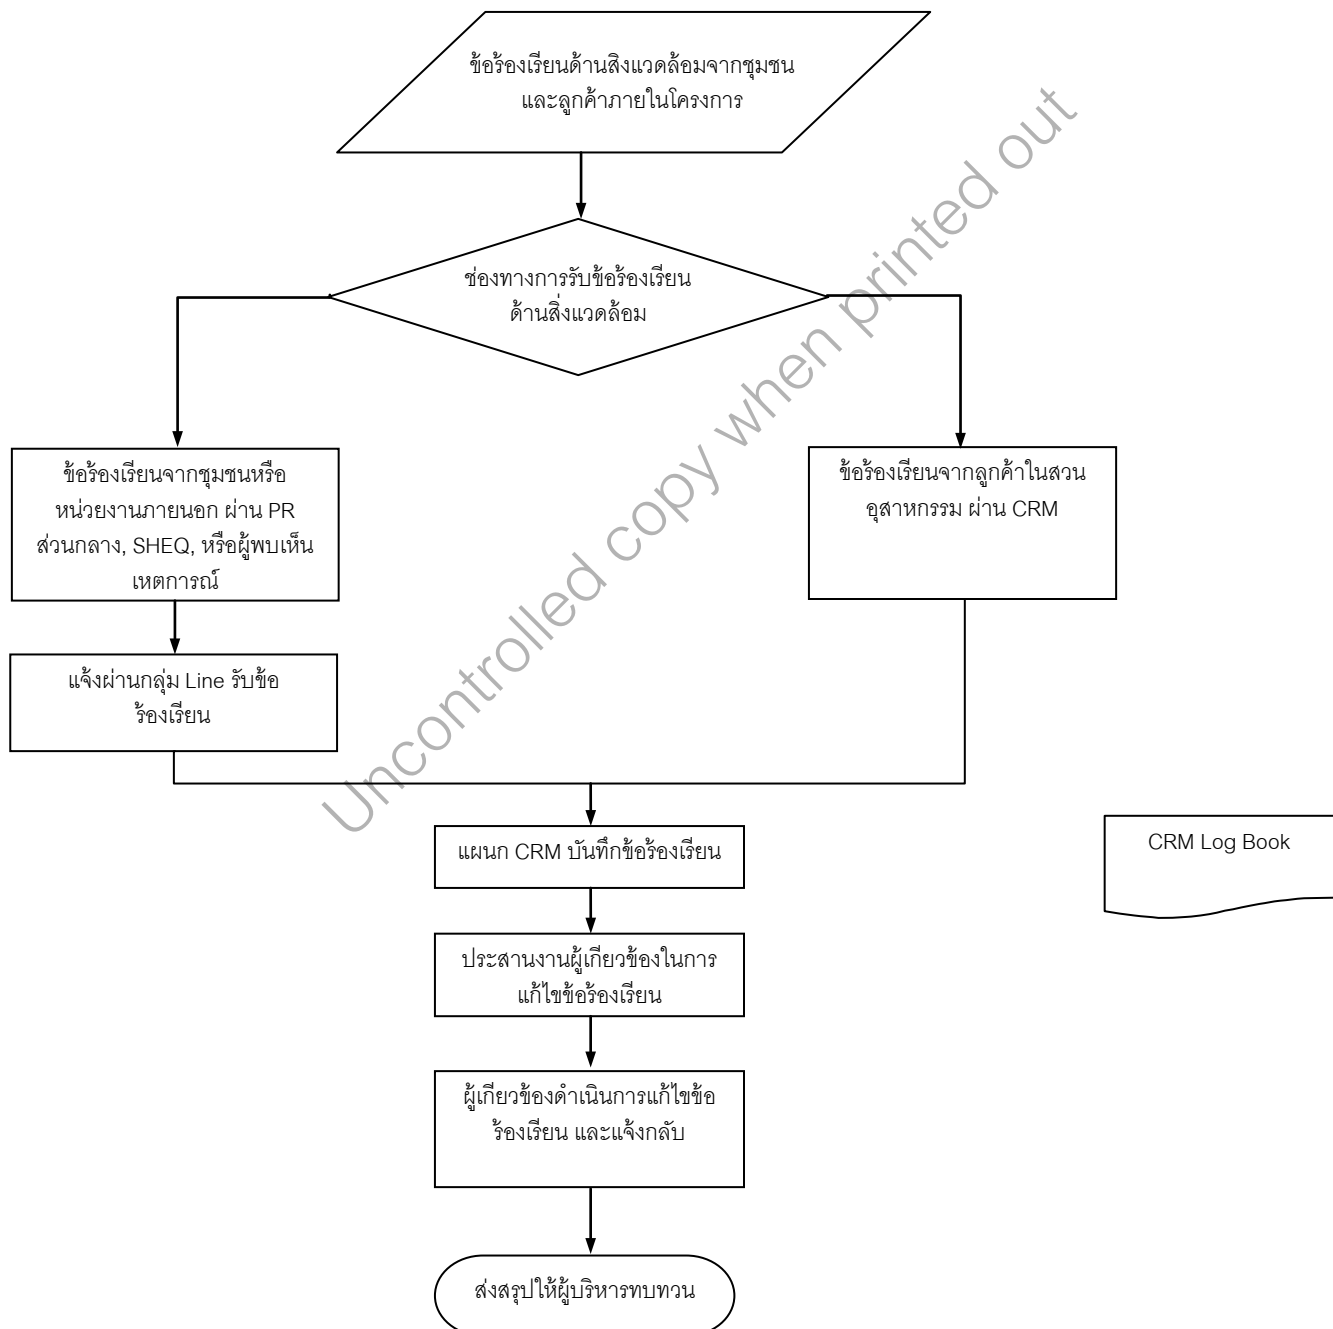 ข้อร้องเรียนด้านสิ่งแวดล้อมจากชุมชน
และลูกค้าภายในโครงการ
ช่องทางการรับข้อร้องเรียน
ด้านสิ่งแวดล้อม
ข้อร้องเรียนจากชุมชนหรือ
หน่วยงานภายนอก ผ่าน PR
ส่วนกลาง, SHEQ, หรือผู้พบเห็น
เหตุการณ์
ข้อร้องเรียนจากลูกค้าในสวน
อุสาหกรรม ผ่าน CRM
แจ้งผ่านกลุ่ม Line รับข้อ
ร้องเรียน
แผนก CRM บันทึกข้อร้องเรียน
CRM Log Book
ประสานงานผู้เกี่ยวข้องในการ
แก้ไขข้อร้องเรียน
ผู้เกี่ยวข้องดำเนินการแก้ไขข้อ
ร้องเรียน และแจ้งกลับ
ส่งสรุปให้ผู้บริหารทบทวน
Uncontrolled copy when printed out